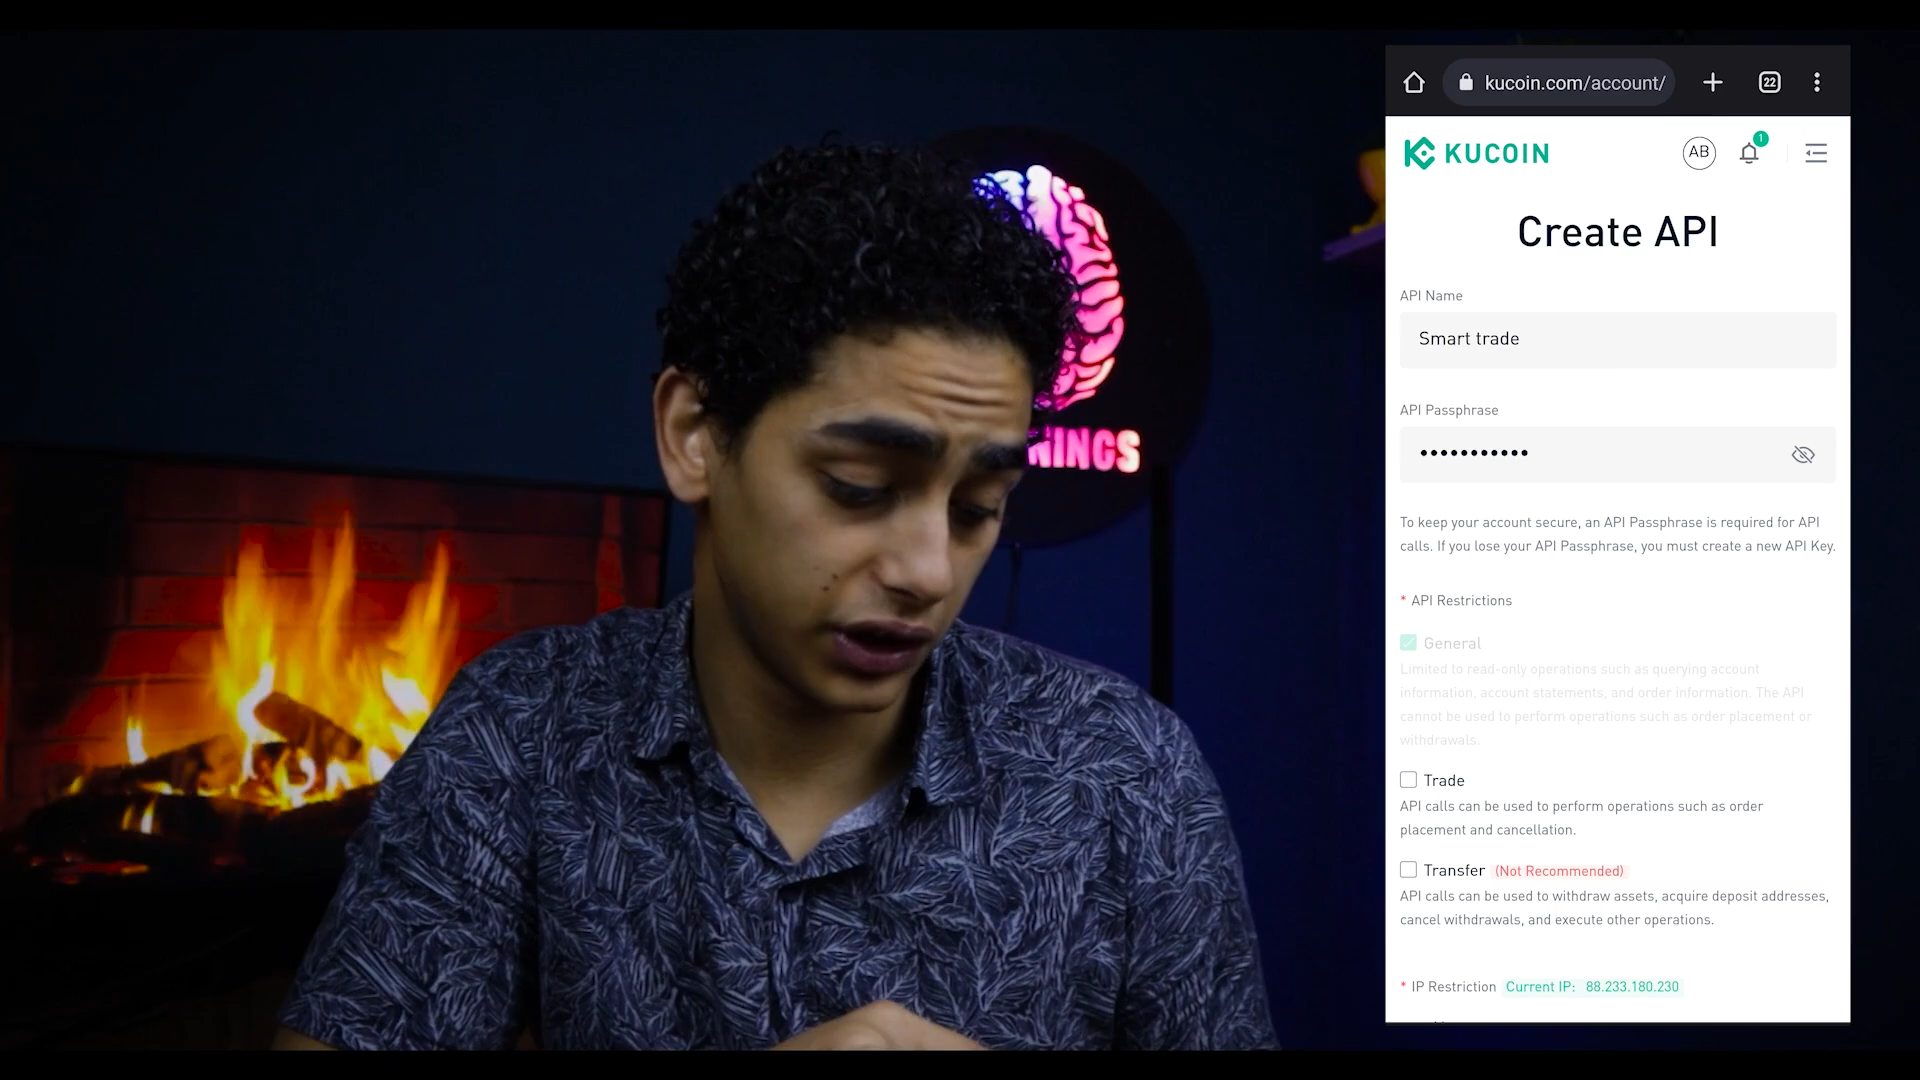 NINGS
kucoin.com/account/
22
KUCOIN
AB
1
Create API
API Name
Smart trade
API Passphrase
•••••••••••
To keep your account secure, an API Passphrase is required for API
calls. If you lose your API Passphrase, you must create a new API Key.
* API Restrictions
General
Limited to read-only operations such as querying account
information, account statements, and order information. The API
cannot be used to perform operations such as order placement or
withdrawals.
Trade
API calls can be used to perform operations such as order
placement and cancellation.
Transfer (Not Recommended)
API calls can be used to withdraw assets, acquire deposit addresses,
cancel withdrawals, and execute other operations.
* IP Restriction Current IP: 88.233.180.230